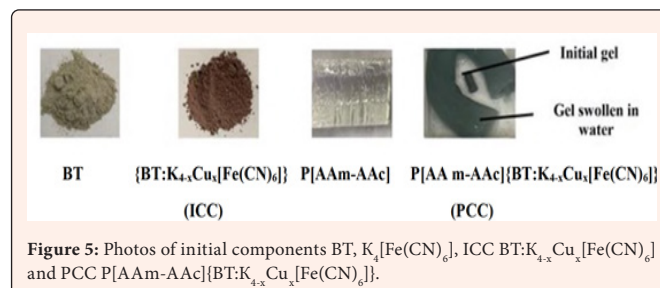 Initial gel
Gel swollen in
water
BT {BT:K₄₋ₓCuₓ[Fe(CN)₆]} P[AAm-AAc] P[AA m-AAc]{BT:K₄₋ₓCuₓ[Fe(CN)₆]}
(ICC) (PCC)
Figure 5: Photos of initial components BT, K₄[Fe(CN)₆], ICC BT:K₄₋ₓCuₓ[Fe(CN)₆]
and PCC P[AAm-AAc]{BT:K₄₋ₓCuₓ[Fe(CN)₆]}.